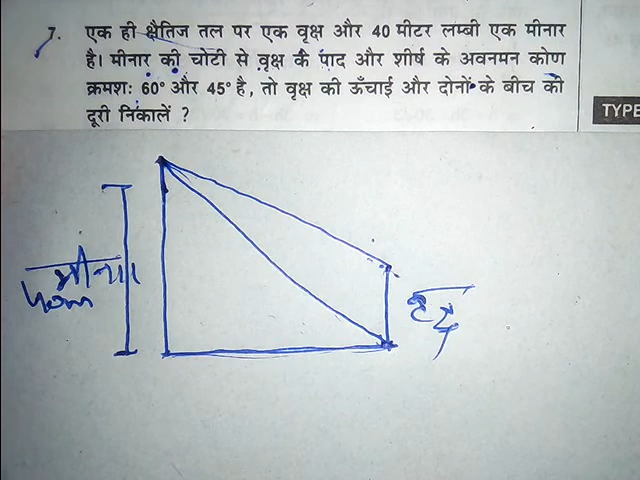 7. एक ही क्षैतिज तल पर एक वृक्ष और 40 मीटर लम्बी एक मीनार
है। मीनार की चोटी से वृक्ष के पाद और शीर्ष के अवनमन कोण
क्रमशः 60° और 45° है, तो वृक्ष की ऊँचाई और दोनों के बीच की
दूरी निकालें ?
TYPE
मीनार
40m